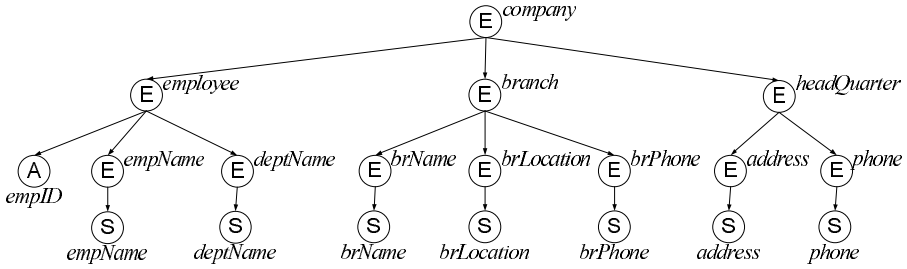 E company
E employee E branch E headQuarter
A E empName E deptName E brName E brLocation E brPhone E address E phone
empID
S S S S S S S
empName deptName brName brLocation brPhone address phone